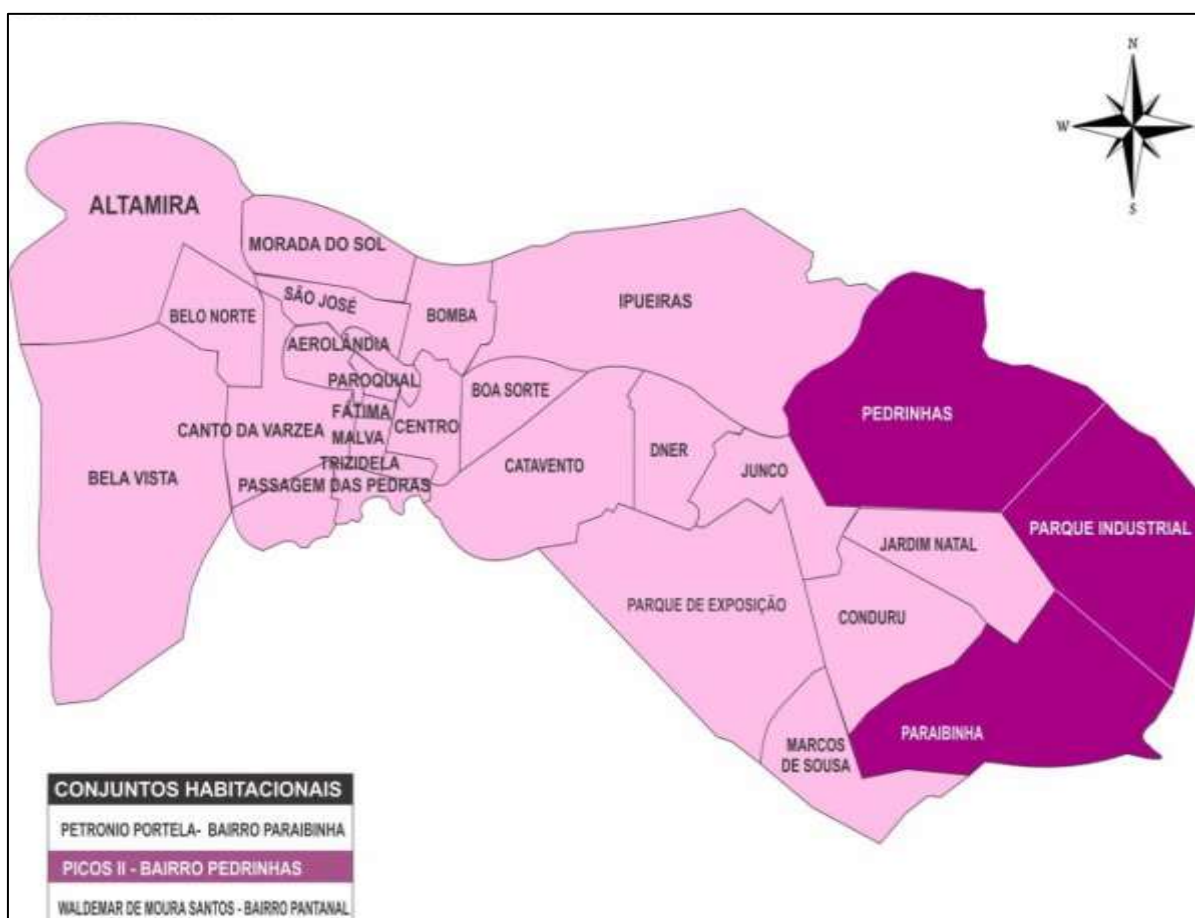 N
W
S
ALTAMIRA
MORADA DO SOL
SÃO JOSÉ
BELO NORTE
BOMBA
IPUEIRAS
AEROLÂNDIA
PAROQUIAL
BOA SORTE
FÁTIMA
CENTRO
CANTO DA VARZEA
MALVA
TRIZIDELA
PASSAGEM DAS PEDRAS
BELA VISTA
CATAVENTO
DNER
JUNCO
PEDRINHAS
PARQUE INDUSTRIAL
JARDIM NATAL
PARQUE DE EXPOSIÇÃO
CONDURU
PARAIBINHA
MARCOS
DE SOUSA
CONJUNTOS HABITACIONAIS
PETRONIO PORTELA- BAIRRO PARAIBINHA
PICOS II - BAIRRO PEDRINHAS
WALDEMAR DE MOURA SANTOS - BAIRRO PANTANAL